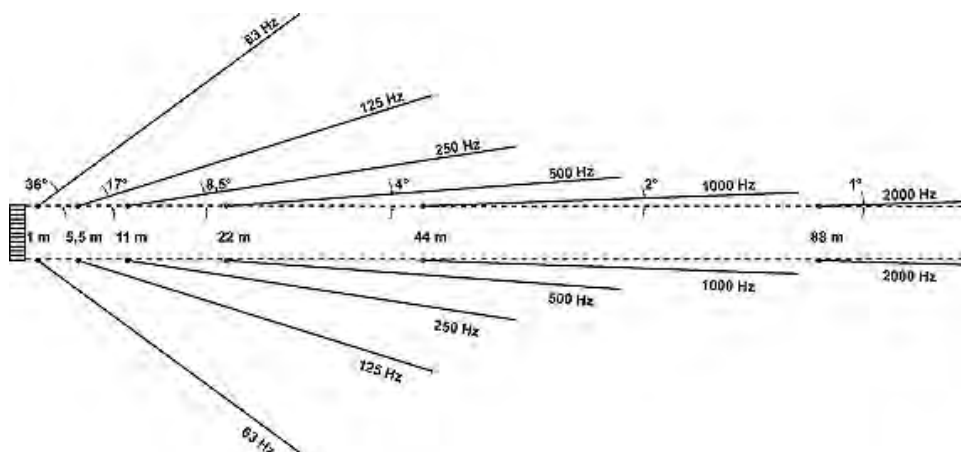 63 Hz
125 Hz
250 Hz
500 Hz
1000 Hz
2000 Hz
36°
17°
8,5°
4°
2°
1°
1 m
5,5 m
11 m
22 m
44 m
88 m
2000 Hz
1000 Hz
500 Hz
250 Hz
125 Hz
63 Hz